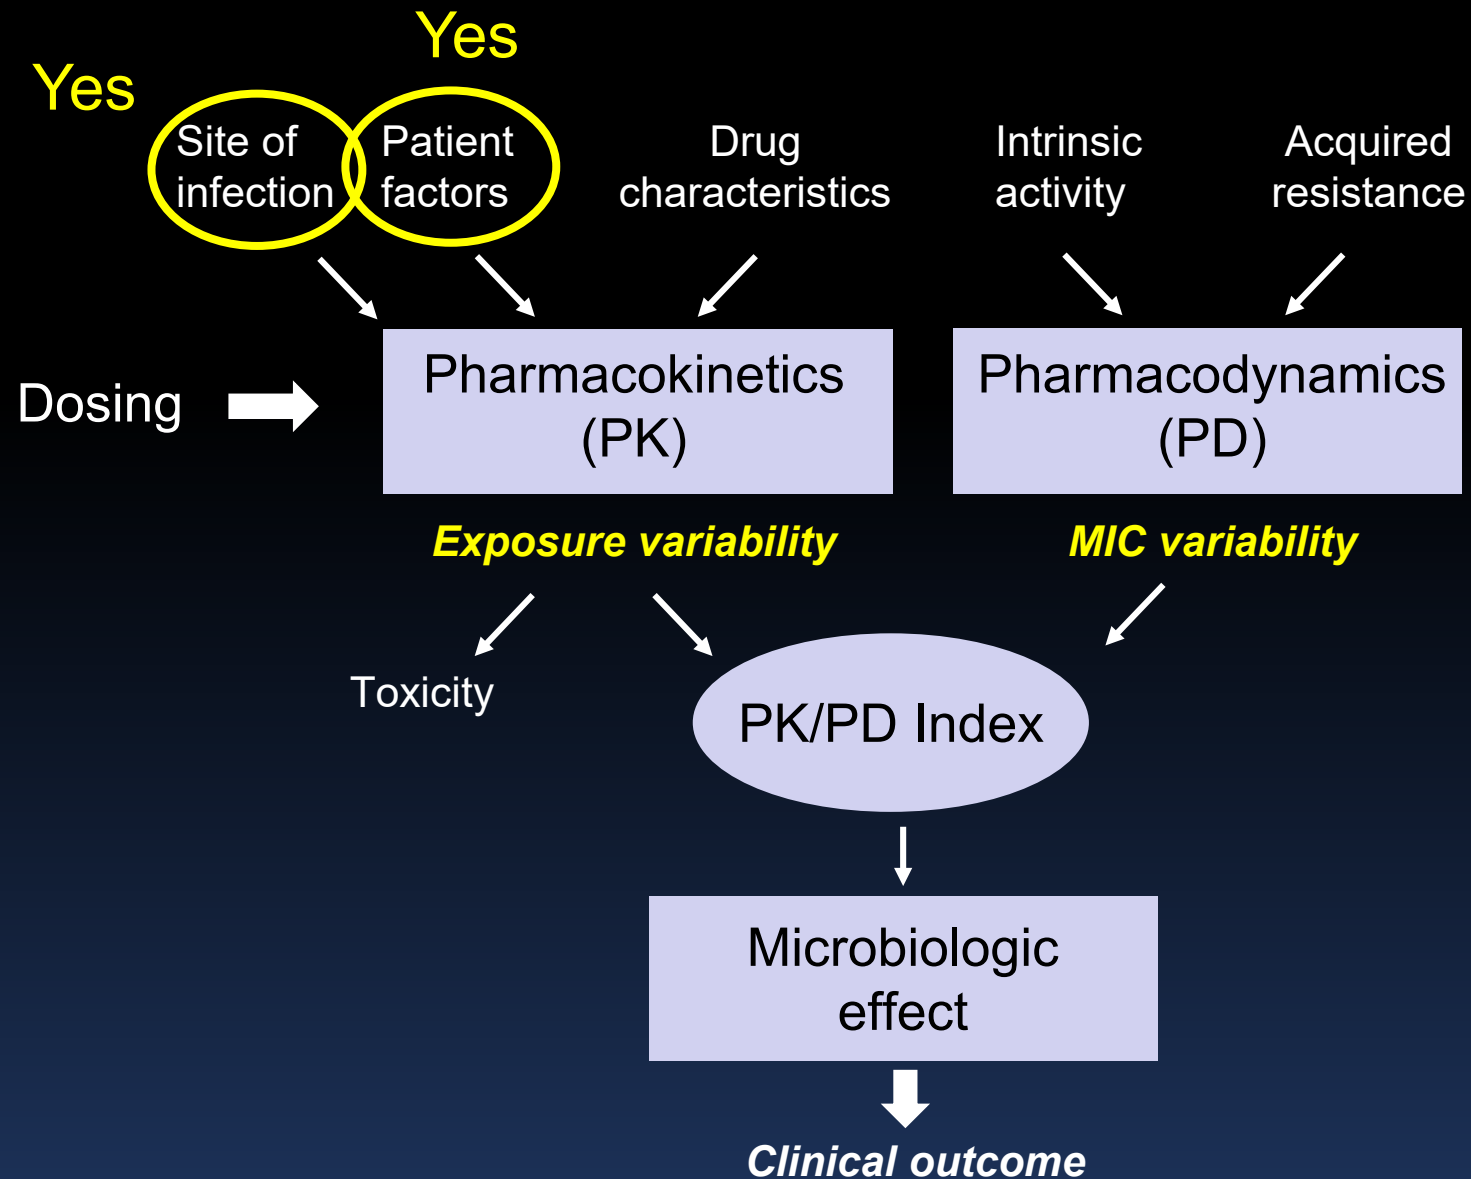 Yes
Yes
Site of
infection
Patient
factors
Drug
characteristics
Intrinsic
activity
Acquired
resistance
Dosing
Pharmacokinetics
(PK)
Pharmacodynamics
(PD)
Exposure variability
MIC variability
Toxicity
PK/PD Index
Microbiologic
effect
Clinical outcome